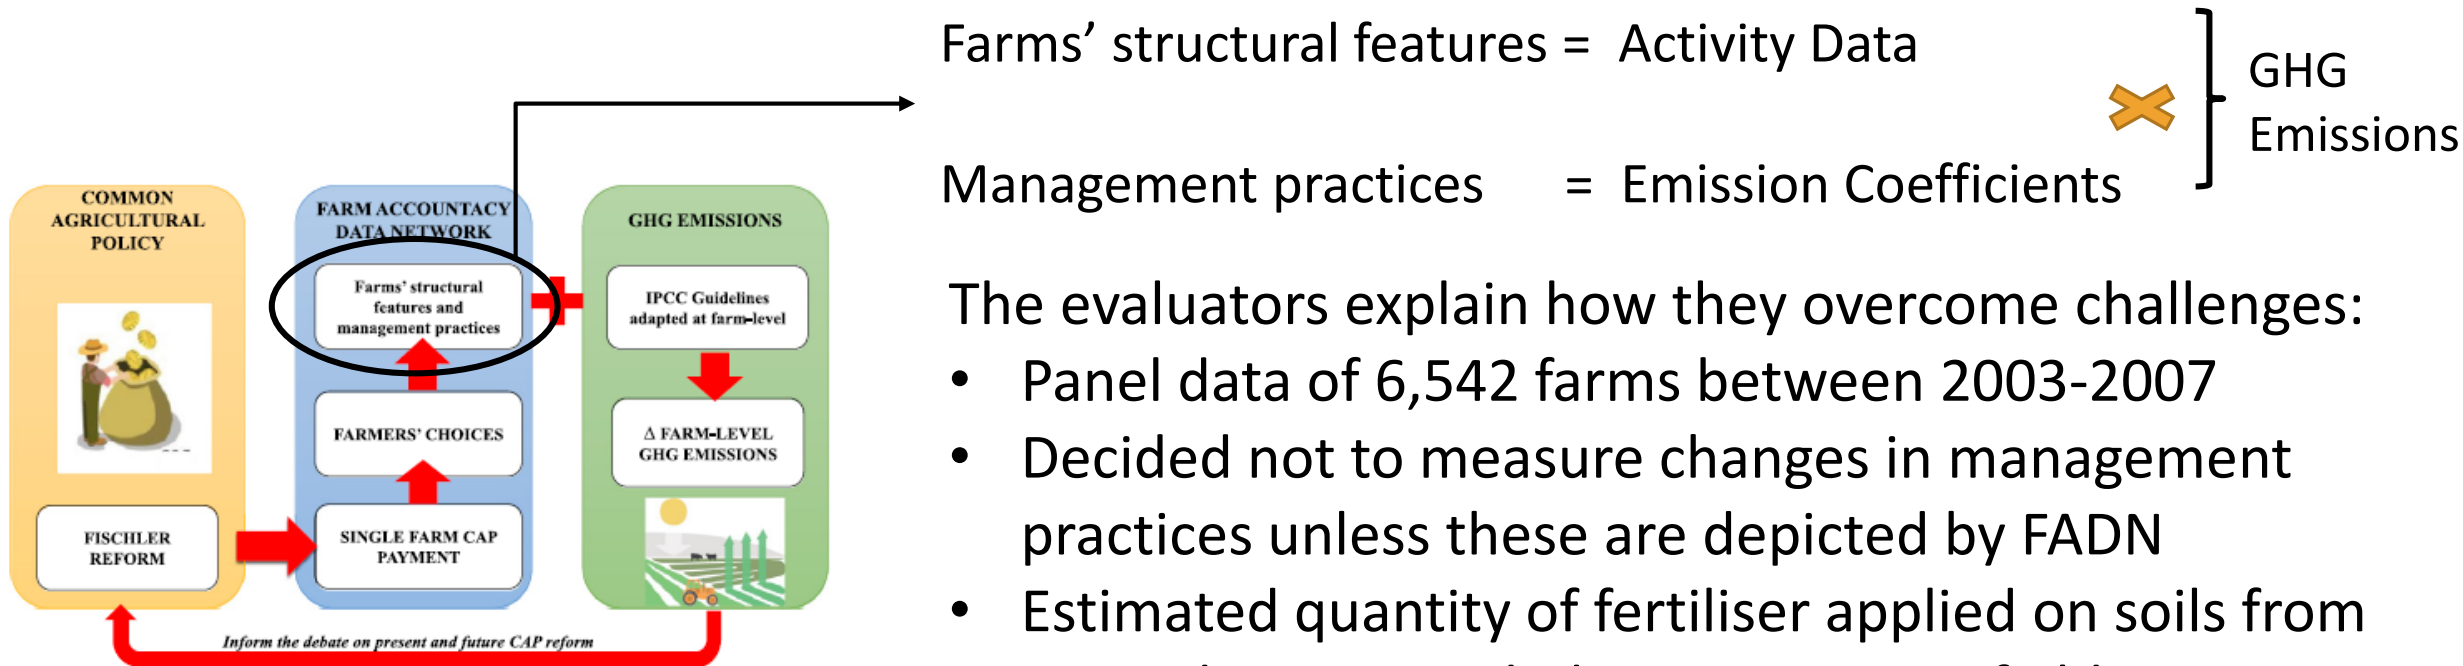 Farms’ structural features = Activity Data
GHG
Emissions
Management practices = Emission Coefficients
COMMON
AGRICULTURAL
POLICY
FISCHLER
REFORM
FARM ACCOUNTACY
DATA NETWORK
Farms’ structural
features and
management practices
FARMERS’ CHOICES
SINGLE FARM CAP
PAYMENT
GHG EMISSIONS
IPCC Guidelines
adapted at farm-level
Δ FARM-LEVEL
GHG EMISSIONS
Inform the debate on present and future CAP reform
The evaluators explain how they overcome challenges:
• Panel data of 6,542 farms between 2003-2007
• Decided not to measure changes in management
practices unless these are depicted by FADN
• Estimated quantity of fertiliser applied on soils from